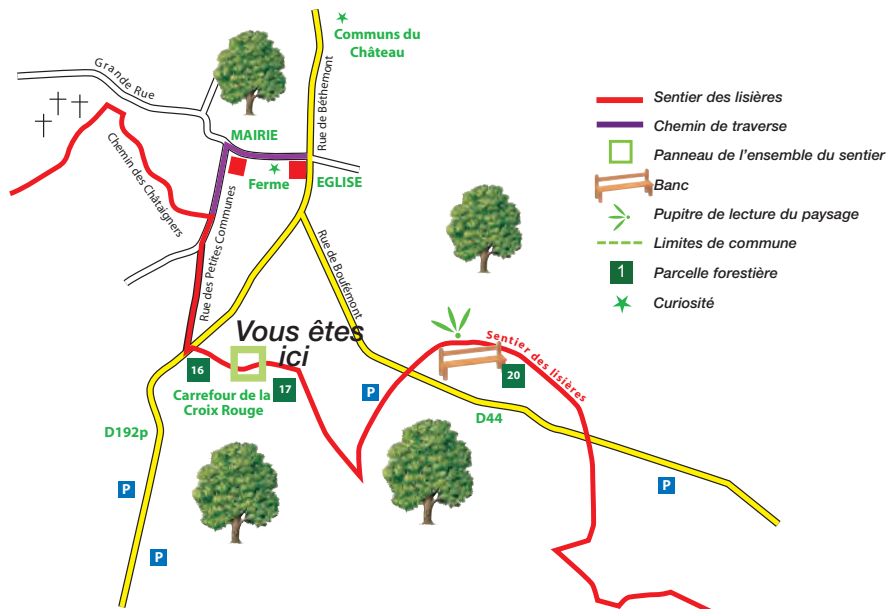 Communs du
Château
Grande Rue
Rue de Béthemont
MAIRIE
Ferme
EGLISE
Chemin des Châtaigners
Rue des Petites Communes
Rue de Bouffémont
Vous êtes
ici
Sentier des lisières
16
17
20
P
Carrefour de la
Croix Rouge
D192p
D44
P
P
P
Sentier des lisières
Chemin de traverse
Panneau de l'ensemble du sentier
Banc
Pupitre de lecture du paysage
Limites de commune
1
Parcelle forestière
Curiosité